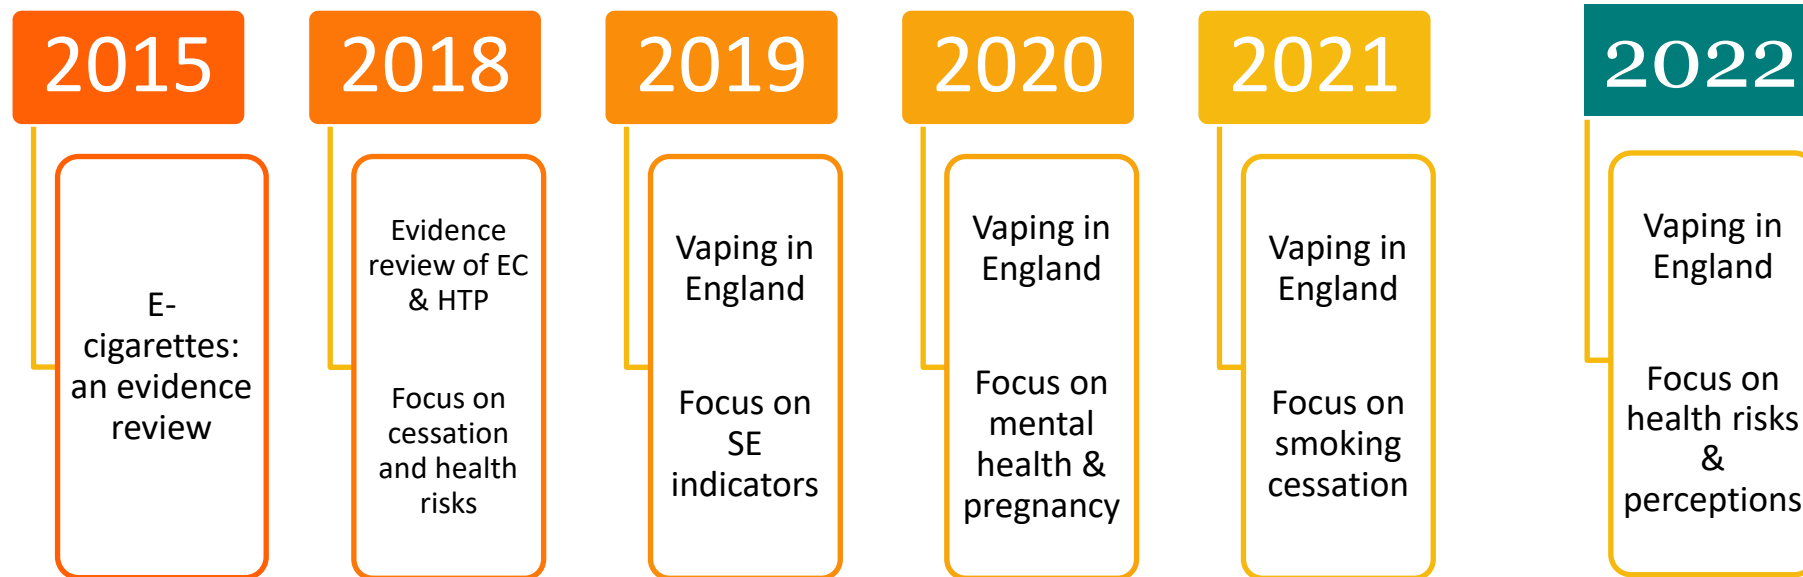 2015
E-
cigarettes:
an evidence
review
2018
Evidence
review of EC
& HTP
Focus on
cessation
and health
risks
2019
Vaping in
England
Focus on
SE
indicators
2020
Vaping in
England
Focus on
mental
health &
pregnancy
2021
Vaping in
England
Focus on
smoking
cessation
2022
Vaping in
England
Focus on
health risks
&
perceptions